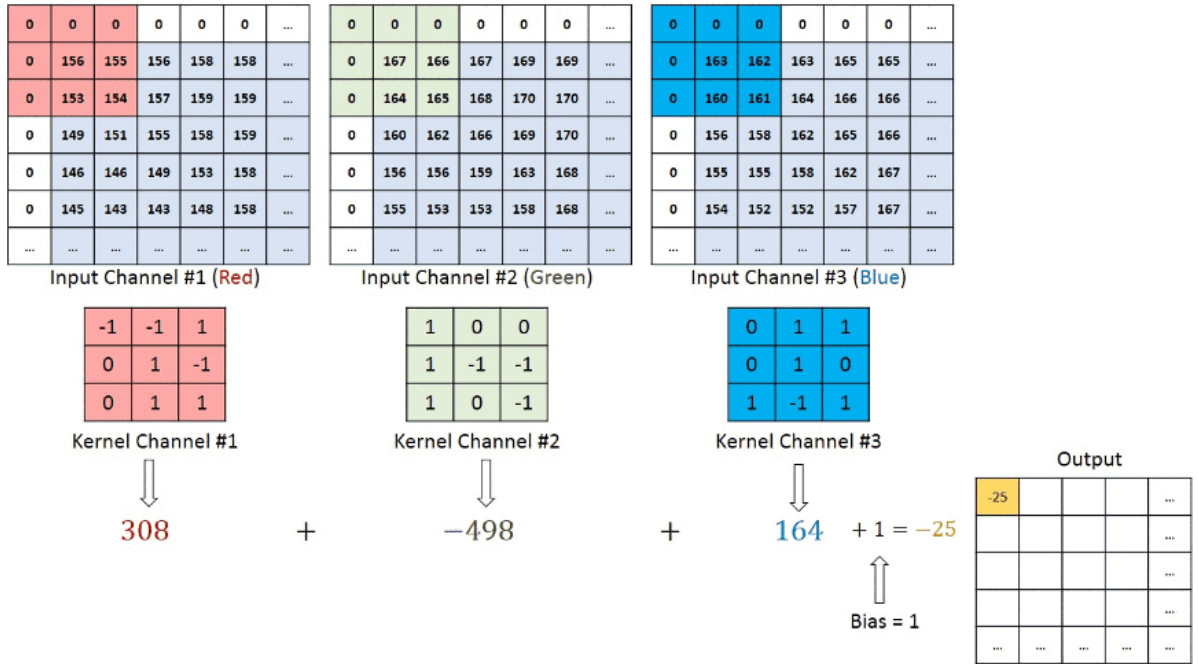 0 0 0 0 0 0 ...
0 156 155 156 158 158 ...
0 153 154 157 159 159 ...
0 149 151 155 158 159 ...
0 146 146 149 153 158 ...
0 145 143 143 148 158 ...
... ... ... ... ... ... ...
Input Channel #1 (Red)
0 0 0 0 0 0 ...
0 167 166 167 169 169 ...
0 164 165 168 170 170 ...
0 160 162 166 169 170 ...
0 156 156 159 163 168 ...
0 155 153 153 158 168 ...
... ... ... ... ... ... ...
Input Channel #2 (Green)
0 0 0 0 0 0 ...
0 163 162 163 165 165 ...
0 160 161 164 166 166 ...
0 156 158 162 165 166 ...
0 155 155 158 162 167 ...
0 154 152 152 157 167 ...
... ... ... ... ... ... ...
Input Channel #3 (Blue)
-1 -1 1
0 1 -1
0 1 1
Kernel Channel #1
1 0 0
1 -1 -1
1 0 -1
Kernel Channel #2
0 1 1
0 1 0
1 -1 1
Kernel Channel #3
308 + −498 + 164 + 1 = −25
Bias = 1
Output
-25 ...
...
...
...
... ... ... ... ...